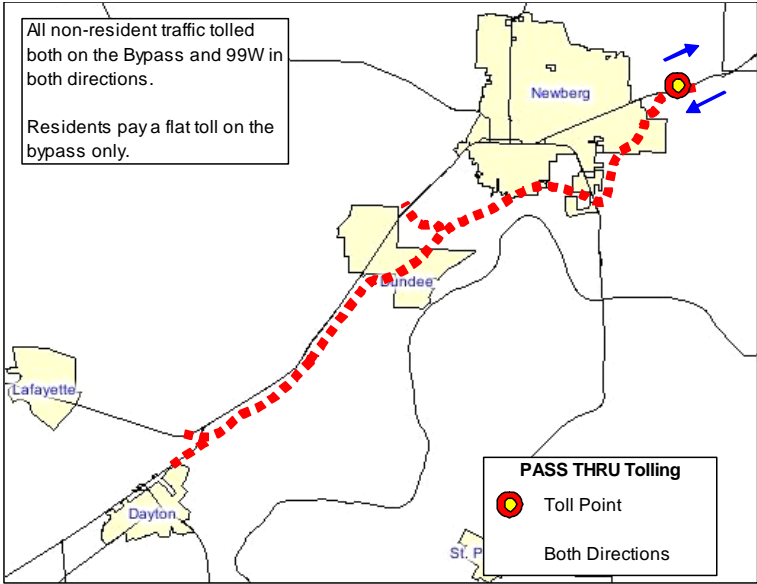 All non-resident traffic tolled
both on the Bypass and 99W in
both directions.
Residents pay a flat toll on the
bypass only.
Newberg
Dundee
Lafayette
Dayton
St. P
PASS THRU Tolling
Toll Point
Both Directions